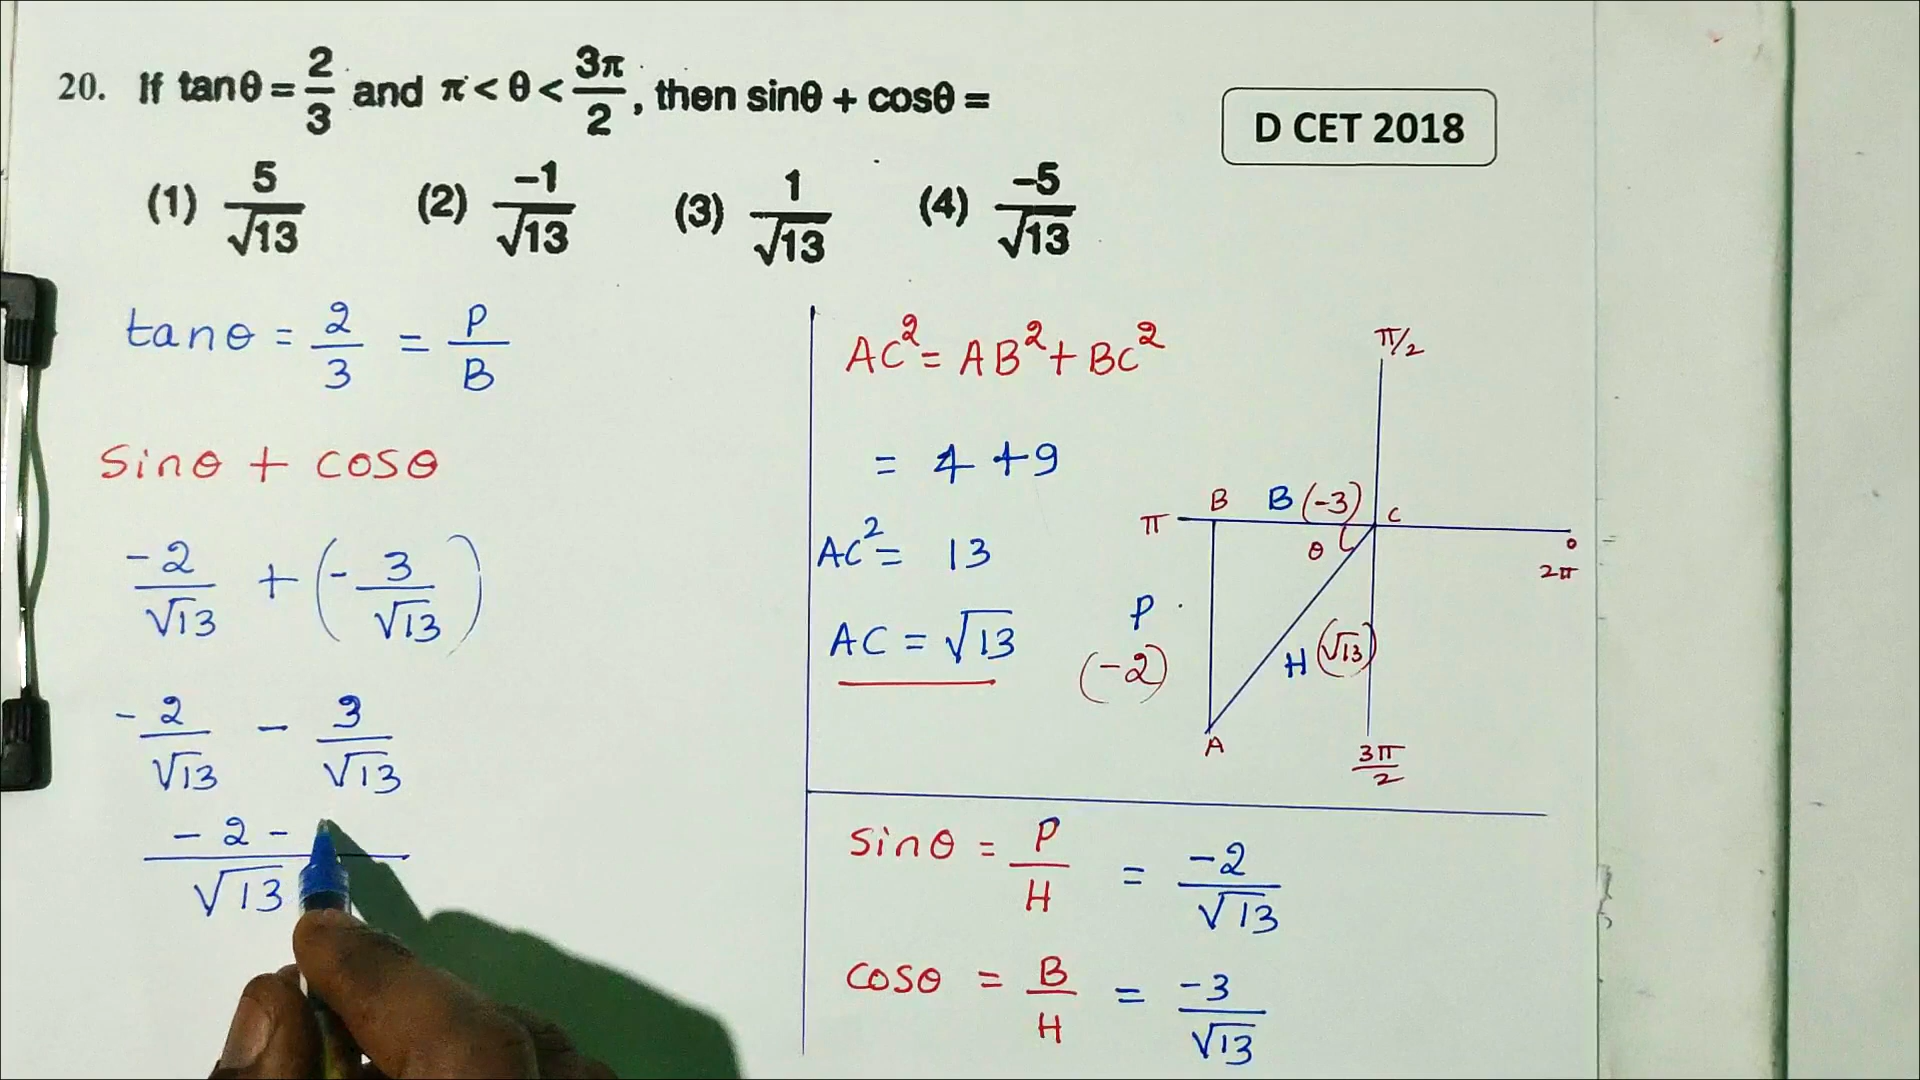 20. If tanθ = 2/3 and π < θ < 3π/2, then sinθ + cosθ =
D CET 2018
(1) 5/√13 (2) -1/√13 (3) 1/√13 (4) -5/√13
tanθ = 2/3 = P/B
sinθ + cosθ
-2/√13 + (-3/√13)
-2/√13 - 3/√13
-2-
√13
AC² = AB² + BC²
= 4 + 9
AC² = 13
AC = √13
π/2
π
B
B (-3)
C
θ
0
2π
P
(-2)
H (√13)
A
3π/2
sinθ = P/H = -2/√13
cosθ = B/H = -3/√13